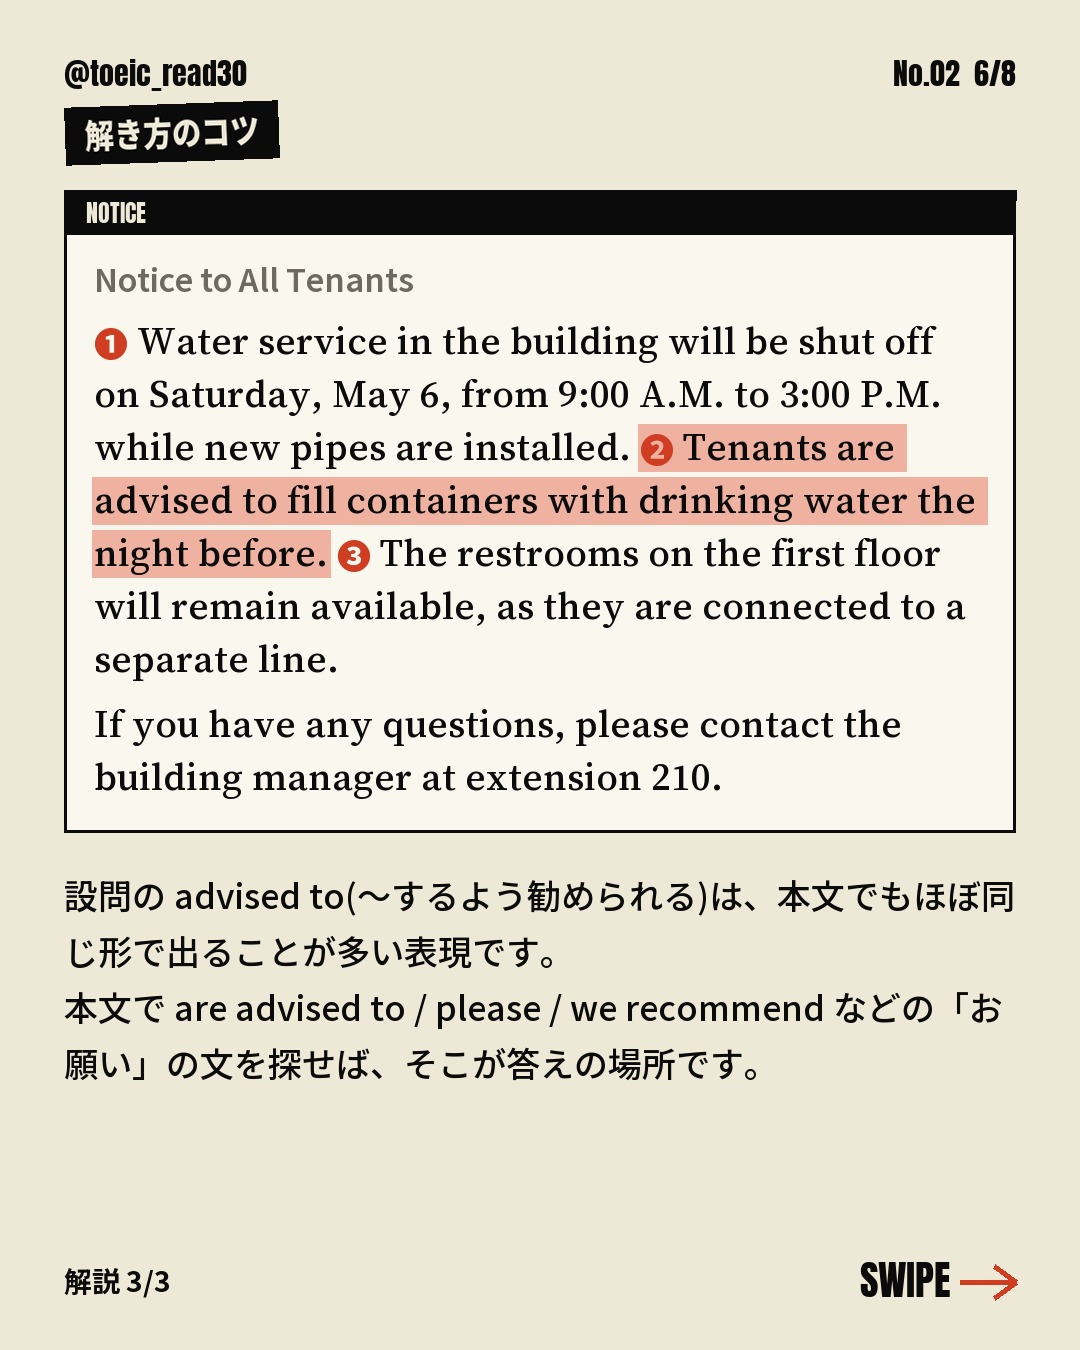 @toeic_read30
No.02 6/8
解き方のコツ
NOTICE
Notice to All Tenants
❶ Water service in the building will be shut off
on Saturday, May 6, from 9:00 A.M. to 3:00 P.M.
while new pipes are installed. ❷ Tenants are
advised to fill containers with drinking water the
night before. ❸ The restrooms on the first floor
will remain available, as they are connected to a
separate line.
If you have any questions, please contact the
building manager at extension 210.
設問の advised to(〜するよう勧められる)は、本文でもほぼ同
じ形で出ることが多い表現です。
本文で are advised to / please / we recommend などの「お
願い」の文を探せば、そこが答えの場所です。
解説 3/3
SWIPE